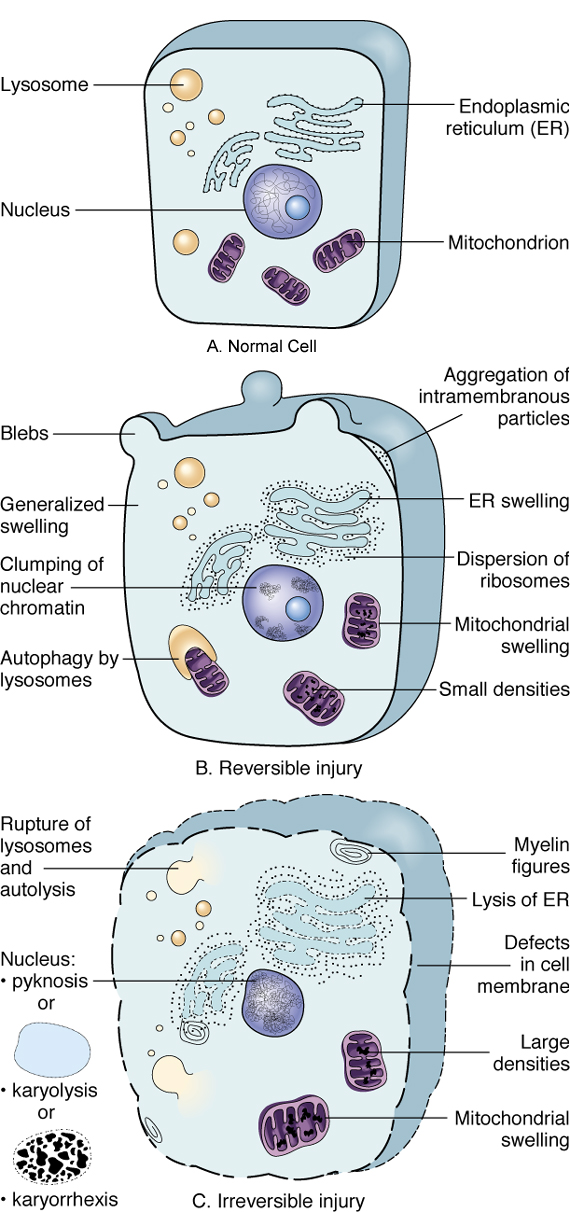 Lysosome
Endoplasmic
reticulum (ER)
Nucleus
Mitochondrion
A. Normal Cell
Aggregation of
intramembranous
particles
Blebs
Generalized
swelling
ER swelling
Clumping of
nuclear
chromatin
Dispersion of
ribosomes
Mitochondrial
swelling
Autophagy by
lysosomes
Small densities
B. Reversible injury
Rupture of
lysosomes
and
autolysis
Myelin
figures
Lysis of ER
Nucleus:
• pyknosis
or
• karyolysis
or
• karyorrhexis
Defects
in cell
membrane
Large
densities
Mitochondrial
swelling
C. Irreversible injury